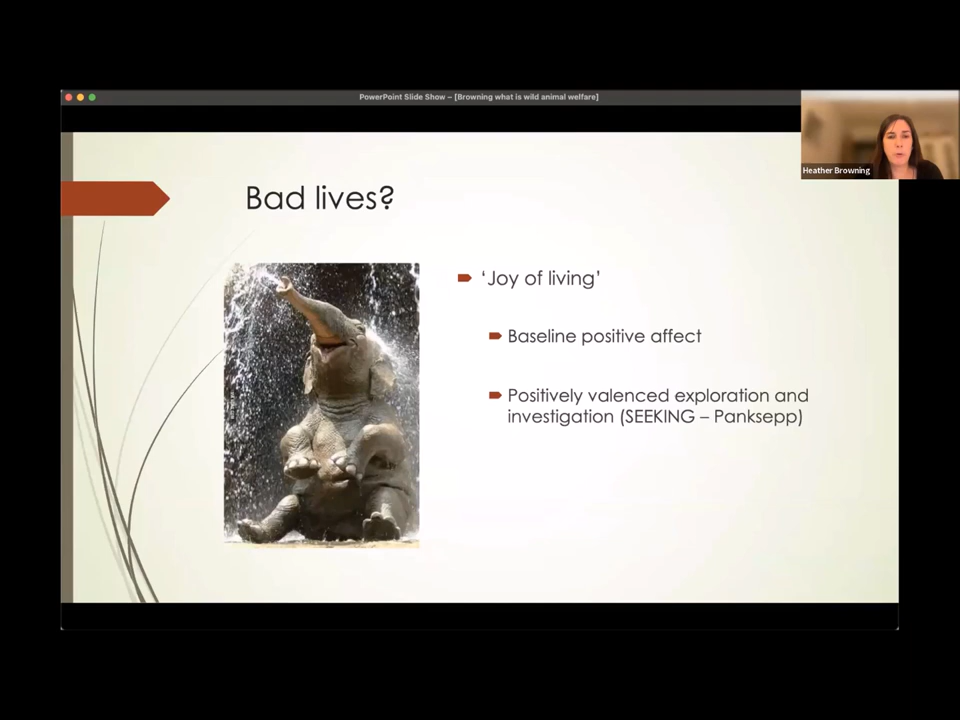 PowerPoint Slide Show – [Browning what is wild animal welfare]
Heather Browning
Bad lives?
‘Joy of living’
Baseline positive affect
Positively valenced exploration and
investigation (SEEKING – Panksepp)